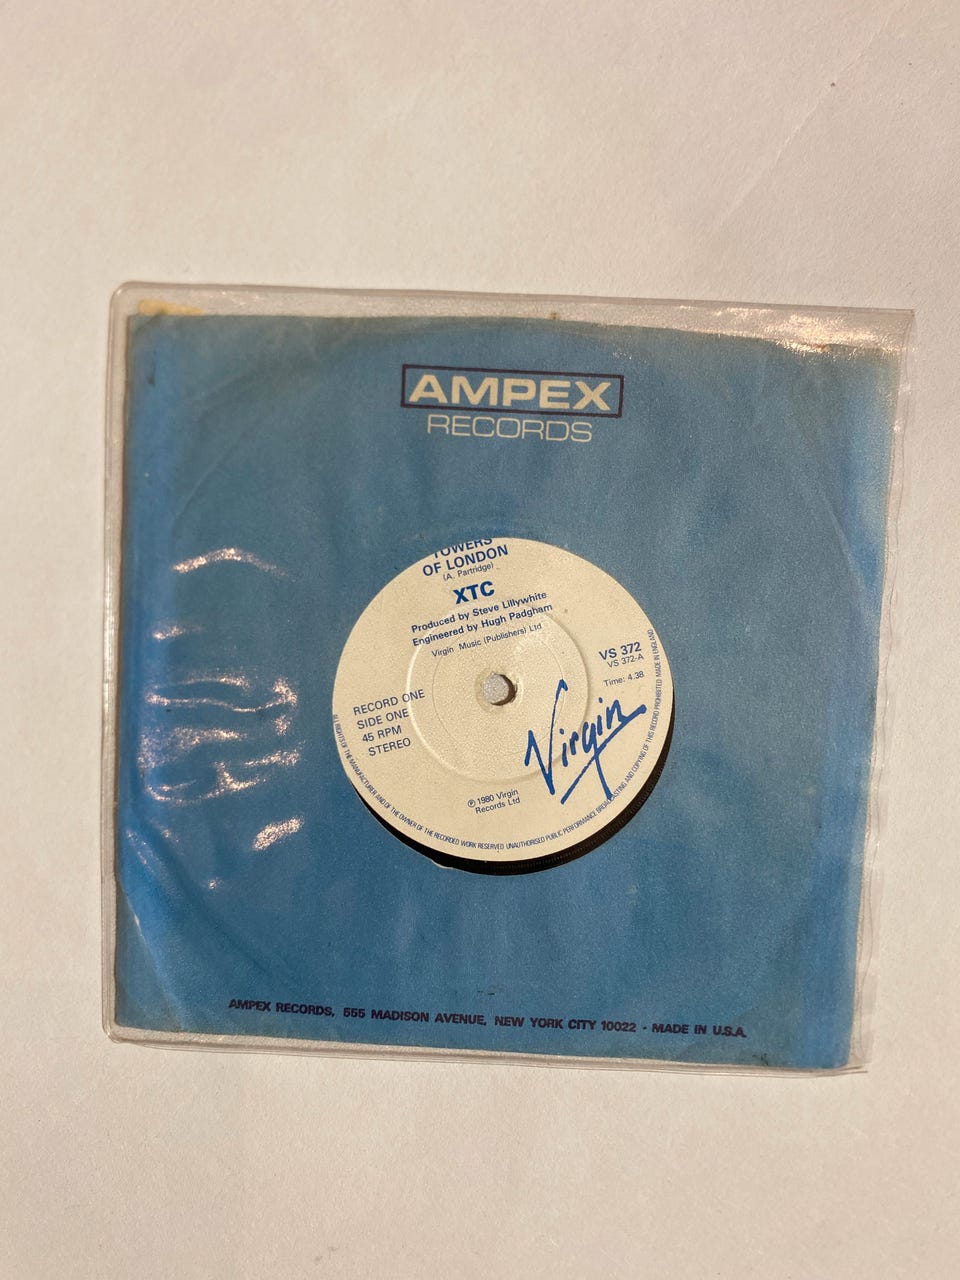 AMPEX
RECORDS
TOWERS
OF LONDON
(A. Partridge)
XTC
Produced by Steve Lillywhite
Engineered by Hugh Padgham
Virgin Music (Publishers) Ltd
VS 372
VS 372-A
Time: 4.38
RECORD ONE
SIDE ONE
45 RPM
STEREO
Virgin
℗ 1980 Virgin
Records Ltd
ALL RIGHTS OF THE MANUFACTURER AND OF THE OWNER OF THE RECORDED WORK RESERVED UNAUTHORISED PUBLIC PERFORMANCE BROADCASTING AND COPYING OF THIS RECORD PROHIBITED MADE IN ENGLAND
AMPEX RECORDS, 555 MADISON AVENUE, NEW YORK CITY 10022 • MADE IN U.S.A.